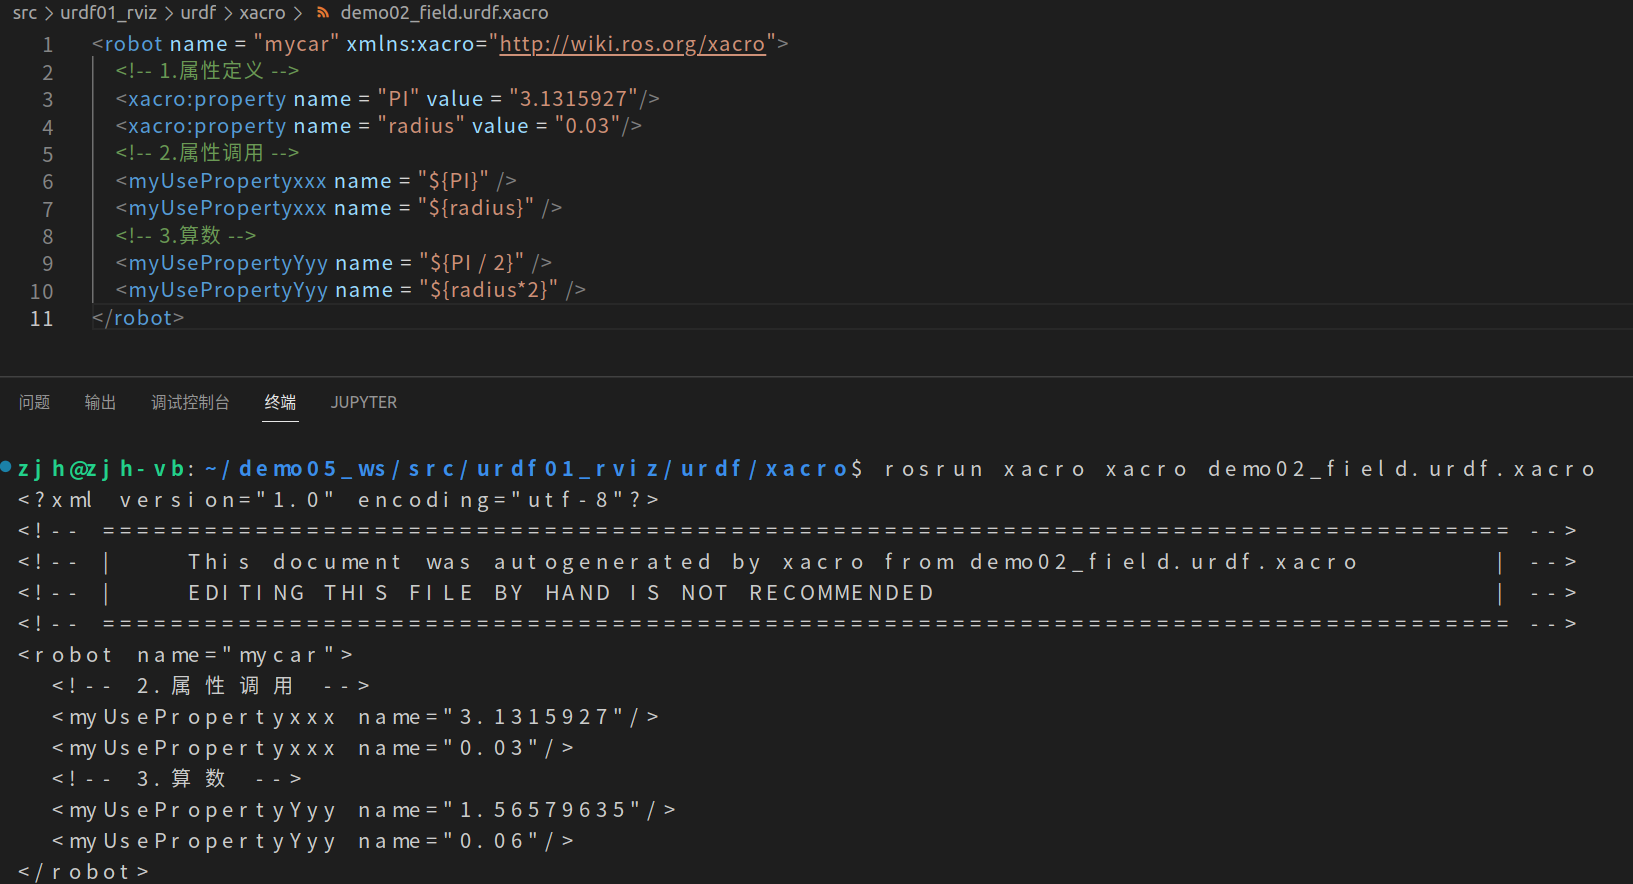 src > urdf01_rviz > urdf > xacro > demo02_field.urdf.xacro
1 <robot name = "mycar" xmlns:xacro="http://wiki.ros.org/xacro">
2 <!-- 1.属性定义 -->
3 <xacro:property name = "PI" value = "3.1315927"/>
4 <xacro:property name = "radius" value = "0.03"/>
5 <!-- 2.属性调用 -->
6 <myUsePropertyxxx name = "${PI}" />
7 <myUsePropertyxxx name = "${radius}" />
8 <!-- 3.算数 -->
9 <myUsePropertyYyy name = "${PI / 2}" />
10 <myUsePropertyYyy name = "${radius*2}" />
11 </robot>
问题 输出 调试控制台 终端 JUPYTER
zjh@zjh-vb:~/demo05_ws/src/urdf01_rviz/urdf/xacro$ rosrun xacro xacro demo02_field.urdf.xacro
<?xml version="1.0" encoding="utf-8"?>
<!-- =================================================================================== -->
<!-- |    This document was autogenerated by xacro from demo02_field.urdf.xacro        | -->
<!-- |    EDITING THIS FILE BY HAND IS NOT RECOMMENDED                                 | -->
<!-- =================================================================================== -->
<robot name="mycar">
<!-- 2.属性调用 -->
<myUsePropertyxxx name="3.1315927"/>
<myUsePropertyxxx name="0.03"/>
<!-- 3.算数 -->
<myUsePropertyYyy name="1.56579635"/>
<myUsePropertyYyy name="0.06"/>
</robot>